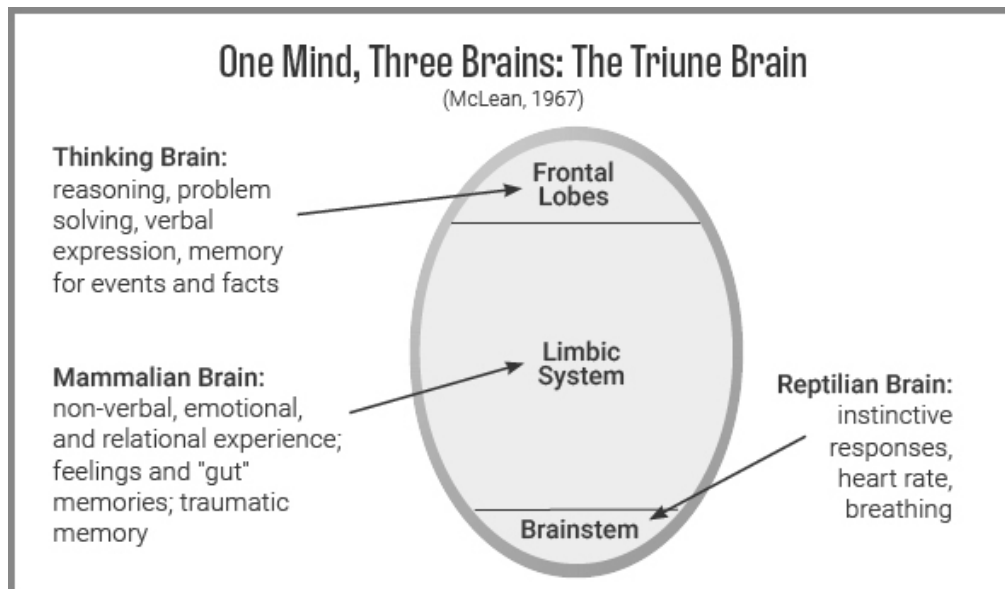 One Mind, Three Brains: The Triune Brain
(McLean, 1967)
Thinking Brain:
reasoning, problem
solving, verbal
expression, memory
for events and facts
Frontal
Lobes
Mammalian Brain:
non-verbal, emotional,
and relational experience;
feelings and "gut"
memories; traumatic
memory
Limbic
System
Reptilian Brain:
instinctive
responses,
heart rate,
breathing
Brainstem